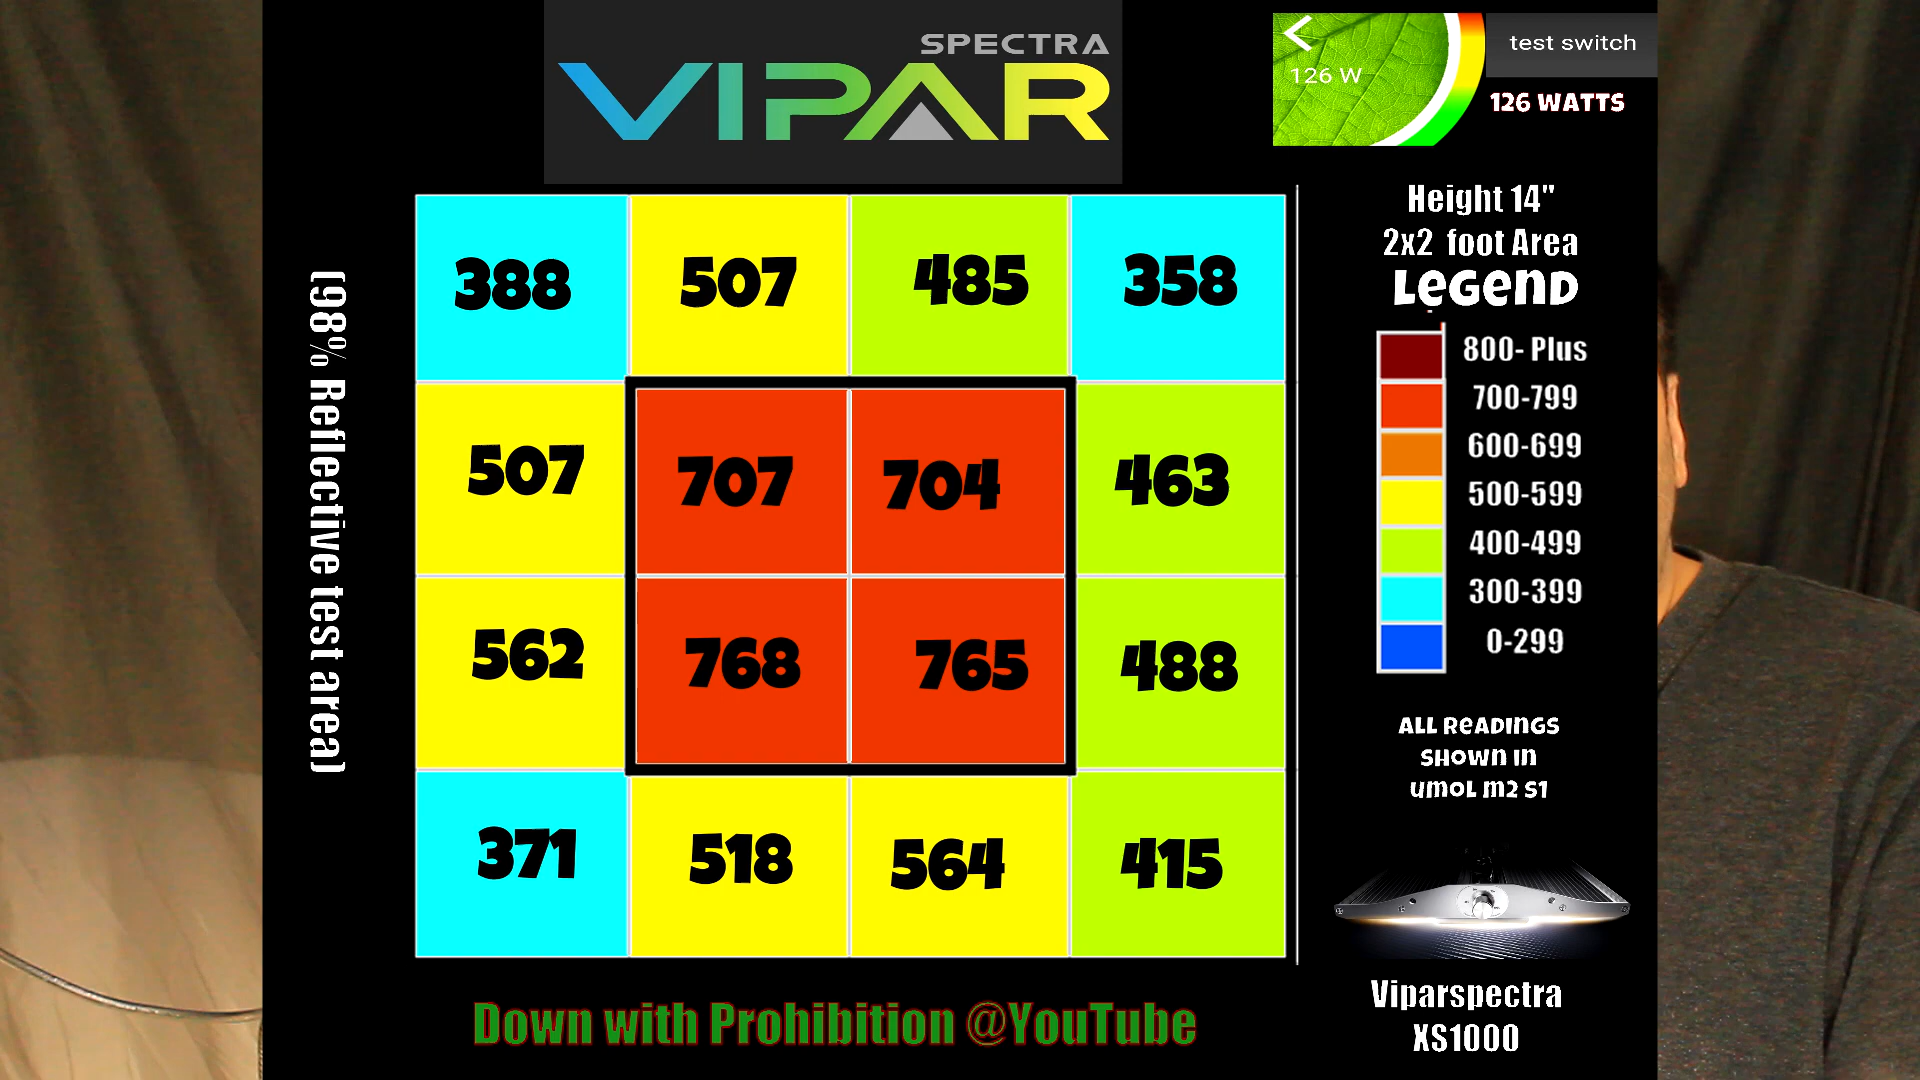 SPECTRA
VIPAR
126 W
test switch
126 WATTS
Height 14"
2x2 foot Area
LEGEND
800- Plus
700-799
600-699
500-599
400-499
300-399
0-299
388 507 485 358
507 707 704 463
562 768 765 488
371 518 564 415
(98% Reflective test area)
ALL READINGS
SHOWN IN
umol m2 s1
Viparspectra
XS1000
Down with Prohibition @YouTube